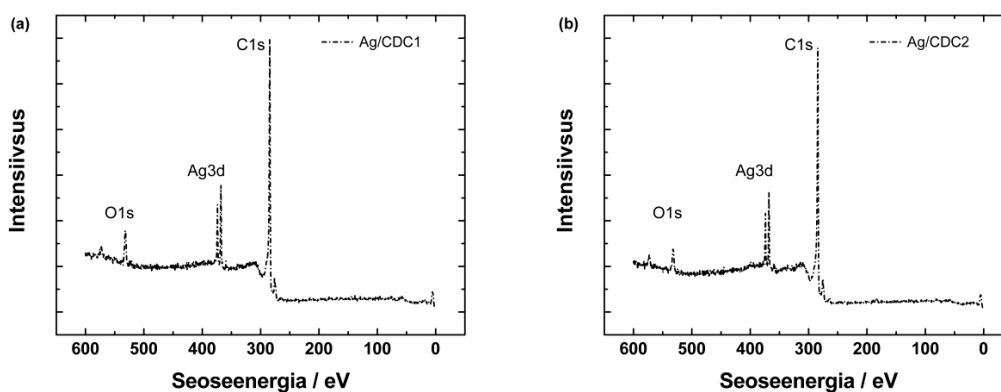 (a)
C1s
Ag/CDC1
Ag3d
O1s
Intensiivsus
600 500 400 300 200 100 0
Seoseenergia / eV
(b)
C1s
Ag/CDC2
Ag3d
O1s
Intensiivsus
600 500 400 300 200 100 0
Seoseenergia / eV